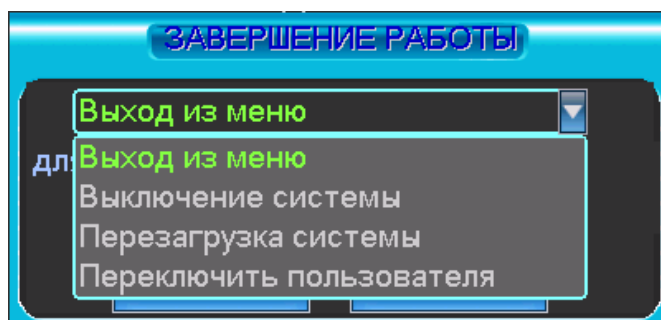 ЗАВЕРШЕНИЕ РАБОТЫ
Выход из меню
Выход из меню
Выключение системы
Перезагрузка системы
Переключить пользователя